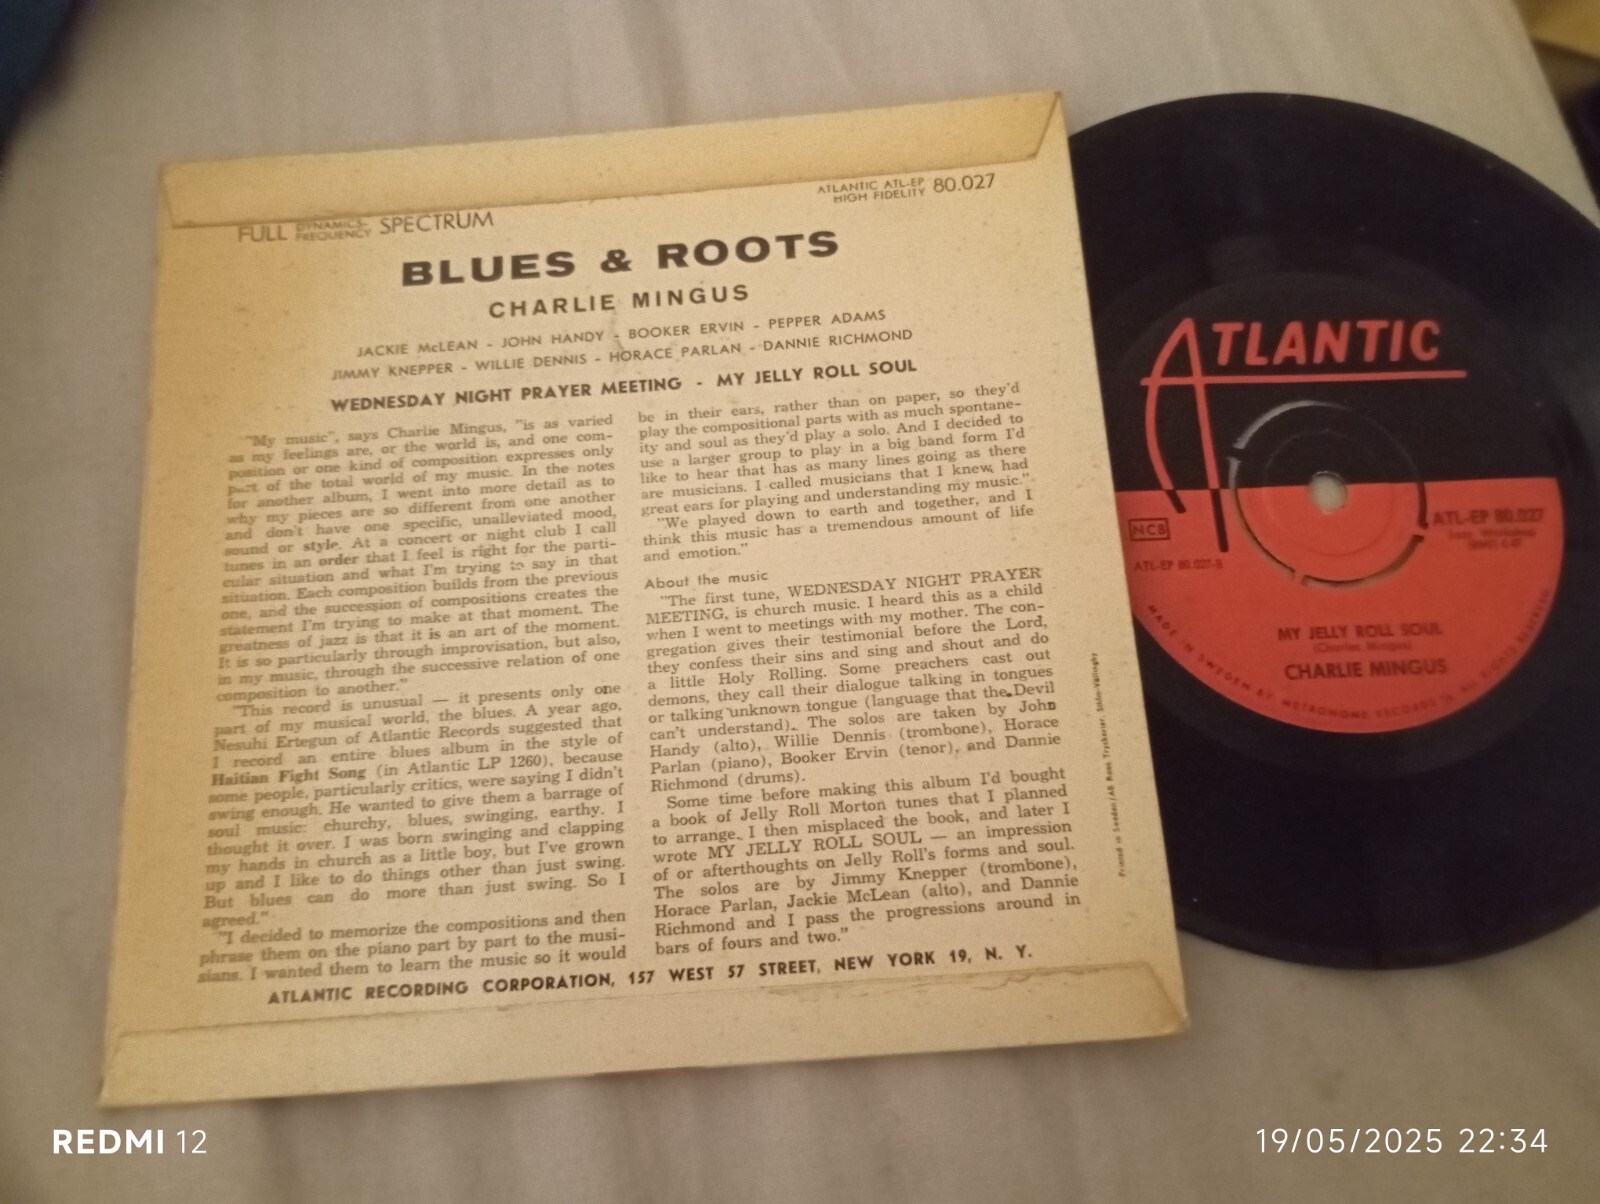 FULL DYNAMICS-FREQUENCY SPECTRUM
ATLANTIC ATL-EP 80.027
HIGH FIDELITY
BLUES & ROOTS
CHARLIE MINGUS
JACKIE McLEAN - JOHN HANDY - BOOKER ERVIN - PEPPER ADAMS
JIMMY KNEPPER - WILLIE DENNIS - HORACE PARLAN - DANNIE RICHMOND
WEDNESDAY NIGHT PRAYER MEETING - MY JELLY ROLL SOUL
"My music", says Charlie Mingus, "is as varied
as my feelings are, or the world is, and one com-
position or one kind of composition expresses only
part of the total world of my music. In the notes
for another album, I went into more detail as to
why my pieces are so different from one another
and don't have one specific, unalleviated mood,
sound or style. At a concert or night club I call
tunes in an order that I feel is right for the parti-
cular situation and what I'm trying to say in that
situation. Each composition builds from the previous
one, and the succession of compositions creates the
statement I'm trying to make at that moment. The
greatness of jazz is that it is an art of the moment.
It is so particularly through improvisation, but also,
in my music, through the successive relation of one
composition to another."
"This record is unusual — it presents only one
part of my musical world, the blues. A year ago,
Nesuhi Ertegun of Atlantic Records suggested that
I record an entire blues album in the style of
Haitian Fight Song (in Atlantic LP 1260), because
some people, particularly critics, were saying I didn't
swing enough. He wanted to give them a barrage of
soul music: churchy, blues, swinging, earthy. I
thought it over. I was born swinging and clapping
my hands in church as a little boy, but I've grown
up and I like to do things other than just swing.
But blues can do more than just swing. So I
agreed."
"I decided to memorize the compositions and then
phrase them on the piano part by part to the musi-
sians. I wanted them to learn the music so it would
be in their ears, rather than on paper, so they'd
play the compositional parts with as much spontane-
ity and soul as they'd play a solo. And I decided to
use a larger group to play in a big band form I'd
like to hear that has as many lines going as there
are musicians. I called musicians that I knew had
great ears for playing and understanding my music."
"We played down to earth and together, and I
think this music has a tremendous amount of life
and emotion."
About the music
"The first tune, WEDNESDAY NIGHT PRAYER
MEETING, is church music. I heard this as a child
when I went to meetings with my mother. The con-
gregation gives their testimonial before the Lord,
they confess their sins and sing and shout and do
a little Holy Rolling. Some preachers cast out
demons, they call their dialogue talking in tongues
or talking unknown tongue (language that the Devil
can't understand). The solos are taken by John
Handy (alto), Willie Dennis (trombone), Horace
Parlan (piano), Booker Ervin (tenor), and Dannie
Richmond (drums).
Some time before making this album I'd bought
a book of Jelly Roll Morton tunes that I planned
to arrange. I then misplaced the book, and later I
wrote MY JELLY ROLL SOUL — an impression
of or afterthoughts on Jelly Roll's forms and soul.
The solos are by Jimmy Knepper (trombone),
Horace Parlan, Jackie McLean (alto), and Dannie
Richmond and I pass the progressions around in
bars of fours and two."
ATLANTIC RECORDING CORPORATION, 157 WEST 57 STREET, NEW YORK 19, N. Y.
Printed in Sweden/AB
ATLANTIC
NCB
ATL-EP 80.027
ATL-EP 80.027-B
MY JELLY ROLL SOUL
(Charles Mingus)
CHARLIE MINGUS
MADE IN SWEDEN BY METRONOME RECORDS
REDMI 12
19/05/2025 22:34